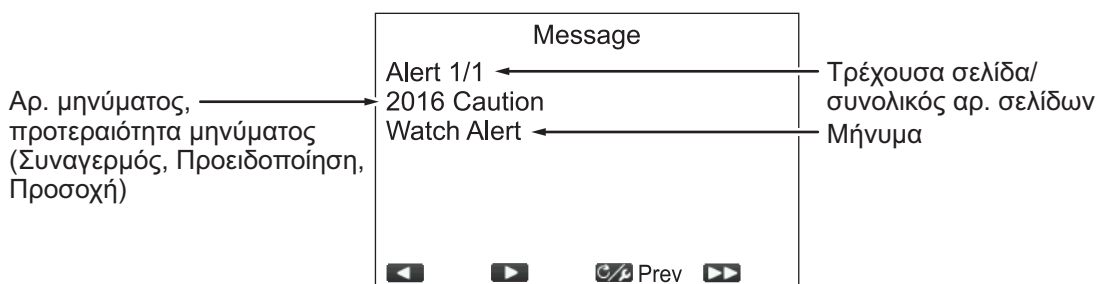 Message
Alert 1/1
2016 Caution
Watch Alert
Prev
Αρ. μηνύματος,
προτεραιότητα μηνύματος
(Συναγερμός, Προειδοποίηση,
Προσοχή)
Τρέχουσα σελίδα/
συνολικός αρ. σελίδων
Μήνυμα